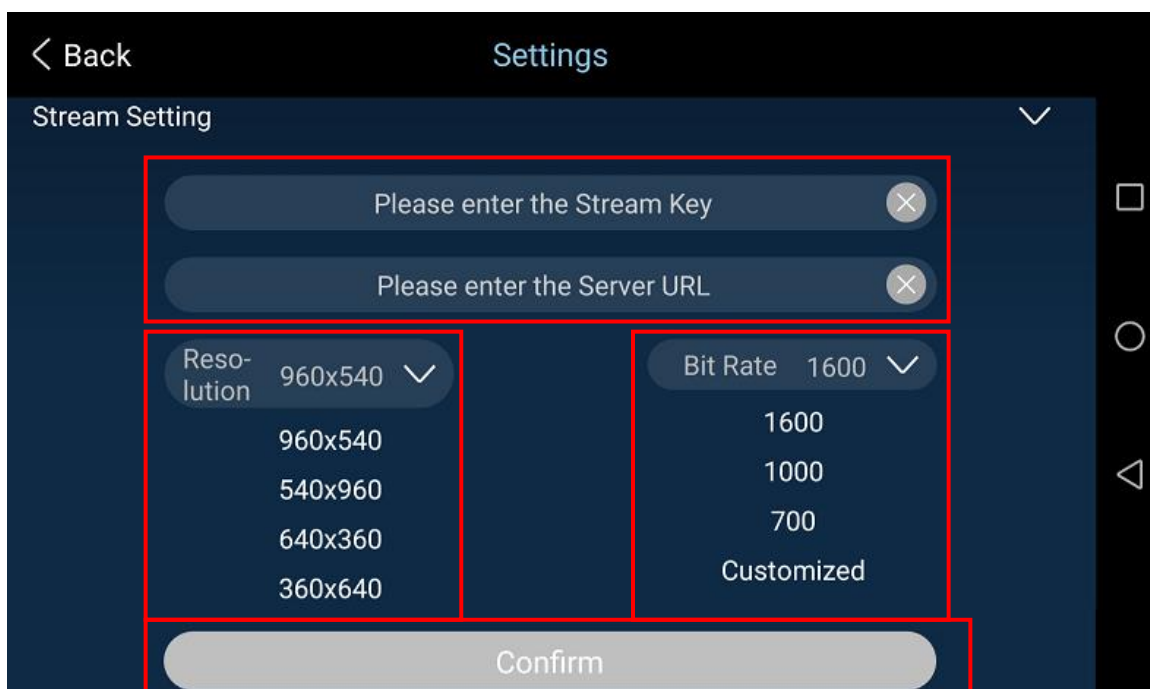 Back
Settings
Stream Setting
Please enter the Stream Key
Please enter the Server URL
Reso-
lution
960x540
960x540
540x960
640x360
360x640
Bit Rate
1600
1600
1000
700
Customized
Confirm